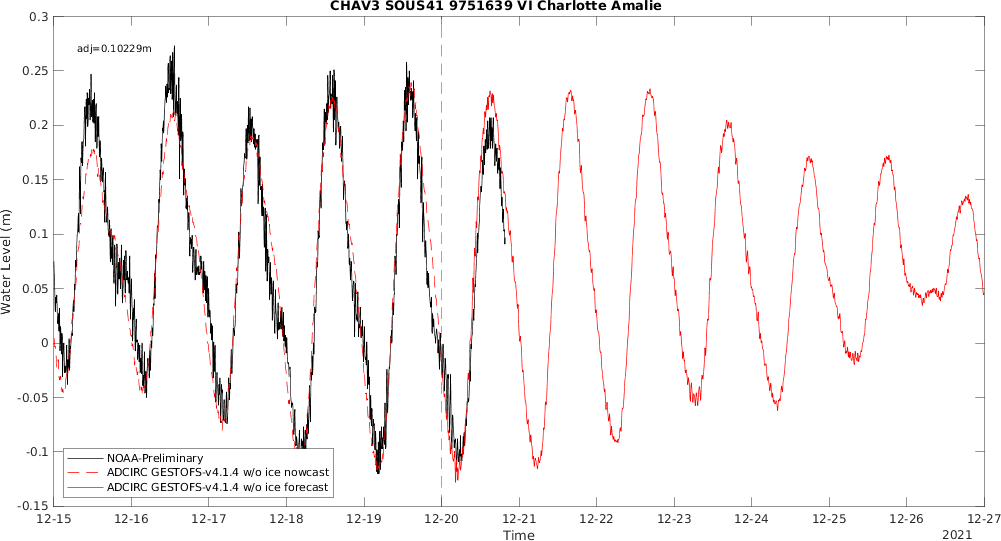 CHAV3 SOUS41 9751639 VI Charlotte Amalie
0.3
0.25
0.2
0.15
0.1
0.05
0
-0.05
-0.1
-0.15
Water Level (m)
adj=0.10229m
NOAA-Preliminary
ADCIRC GESTOFS-v4.1.4 w/o ice nowcast
ADCIRC GESTOFS-v4.1.4 w/o ice forecast
12-15 12-16 12-17 12-18 12-19 12-20 12-21 12-22 12-23 12-24 12-25 12-26 12-27
Time
2021